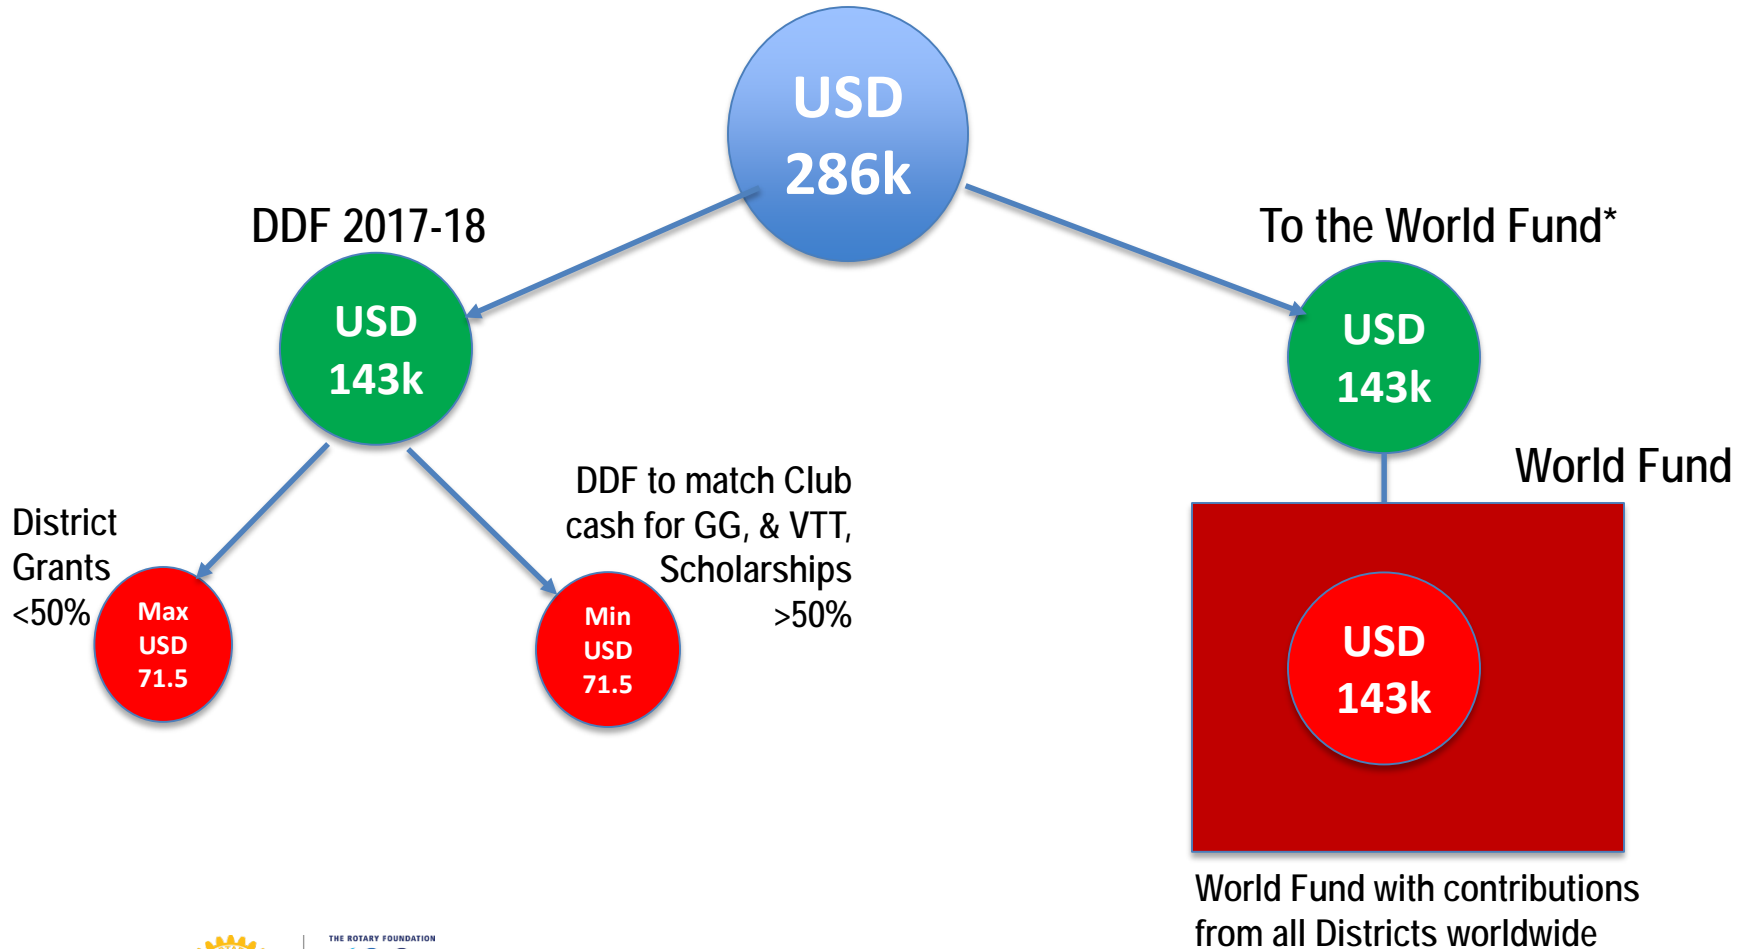 USD
286k
DDF 2017-18
To the World Fund*
USD
143k
USD
143k
World Fund
District
Grants
<50%
DDF to match Club
cash for GG, & VTT,
Scholarships
>50%
Max
USD
71.5
Min
USD
71.5
USD
143k
World Fund with contributions
from all Districts worldwide
THE ROTARY FOUNDATION